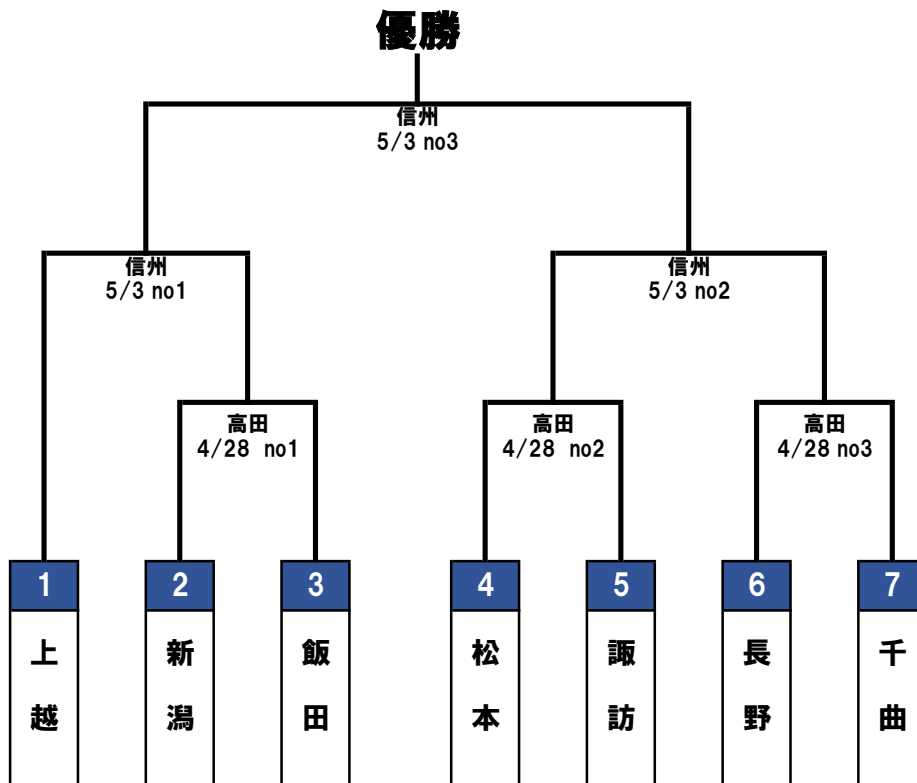 優勝
信州
5/3 no3
信州
5/3 no1
信州
5/3 no2
高田
4/28 no1
高田
4/28 no2
高田
4/28 no3
1
2
3
4
5
6
7
上越
新潟
飯田
松本
諏訪
長野
千曲